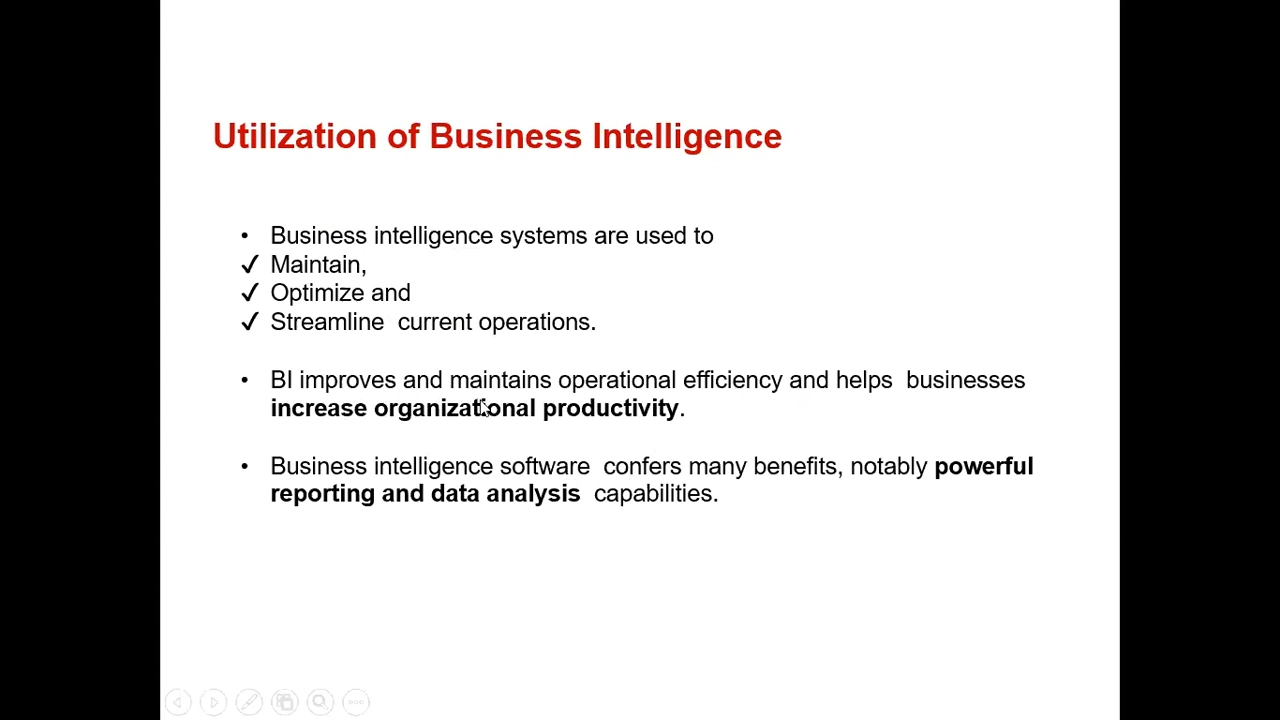 Utilization of Business Intelligence
• Business intelligence systems are used to
✓ Maintain,
✓ Optimize and
✓ Streamline current operations.
• BI improves and maintains operational efficiency and helps businesses
increase organizational productivity.
• Business intelligence software confers many benefits, notably powerful
reporting and data analysis capabilities.